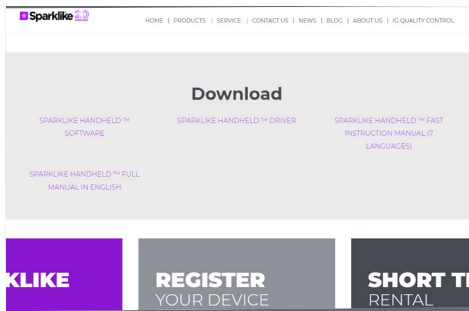 Sparklike
HOME | PRODUCTS | SERVICE | CONTACT US | NEWS | BLOG | ABOUT US | IG QUALITY CONTROL
Download
SPARKLIKE HANDHELD ™
SOFTWARE
SPARKLIKE HANDHELD ™ DRIVER
SPARKLIKE HANDHELD ™ FAST
INSTRUCTION MANUAL (7
LANGUAGES)
SPARKLIKE HANDHELD ™ FULL
MANUAL IN ENGLISH
KLIKE
REGISTER
YOUR DEVICE
SHORT T
RENTAL